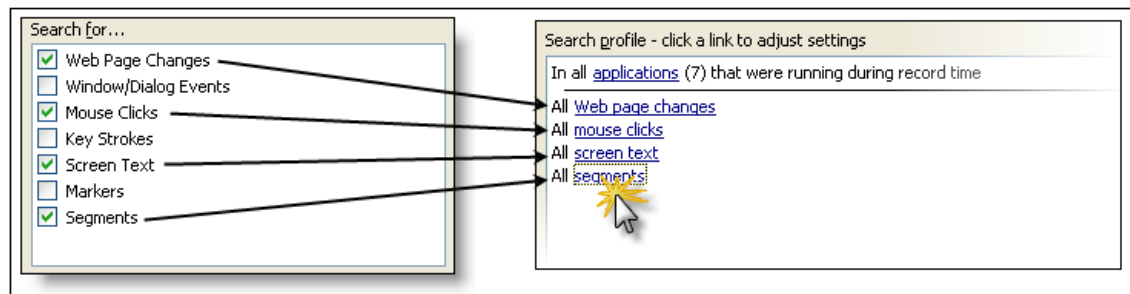 Search for...
Web Page Changes
Window/Dialog Events
Mouse Clicks
Key Strokes
Screen Text
Markers
Segments
Search profile - click a link to adjust settings
In all applications (7) that were running during record time
All Web page changes
All mouse clicks
All screen text
All segments